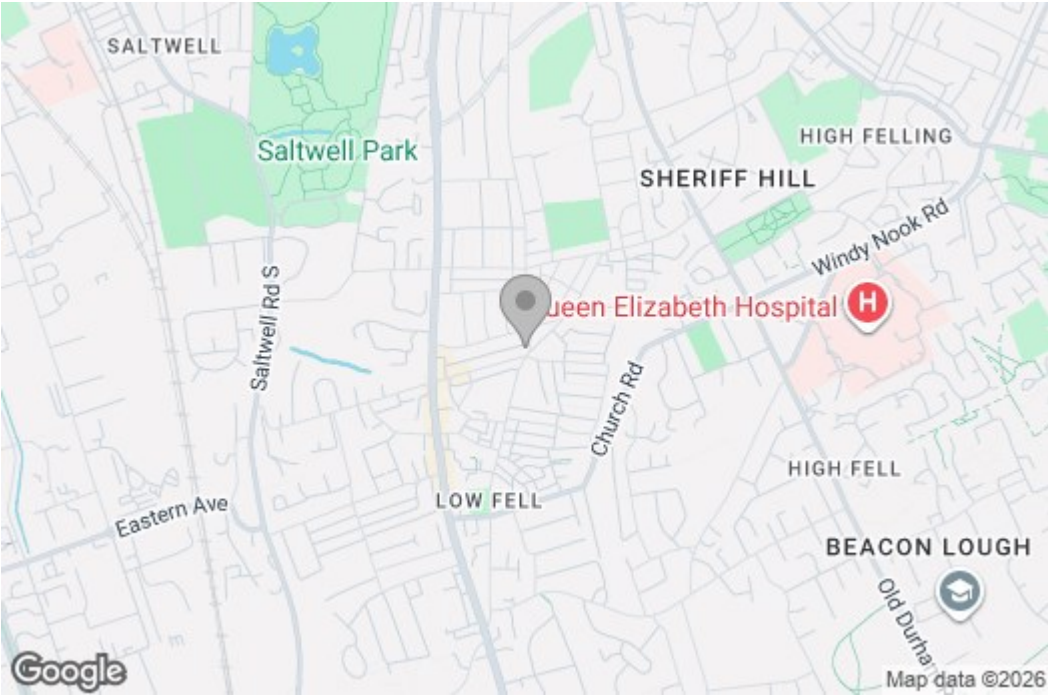 SALTWELL
HIGH FELLING
Saltwell Park
SHERIFF HILL
Windy Nook Rd
Saltwell Rd S
ueen Elizabeth Hospital
H
Church Rd
HIGH FELL
LOW FELL
Eastern Ave
BEACON LOUGH
Old Durha
Google
Map data ©2026